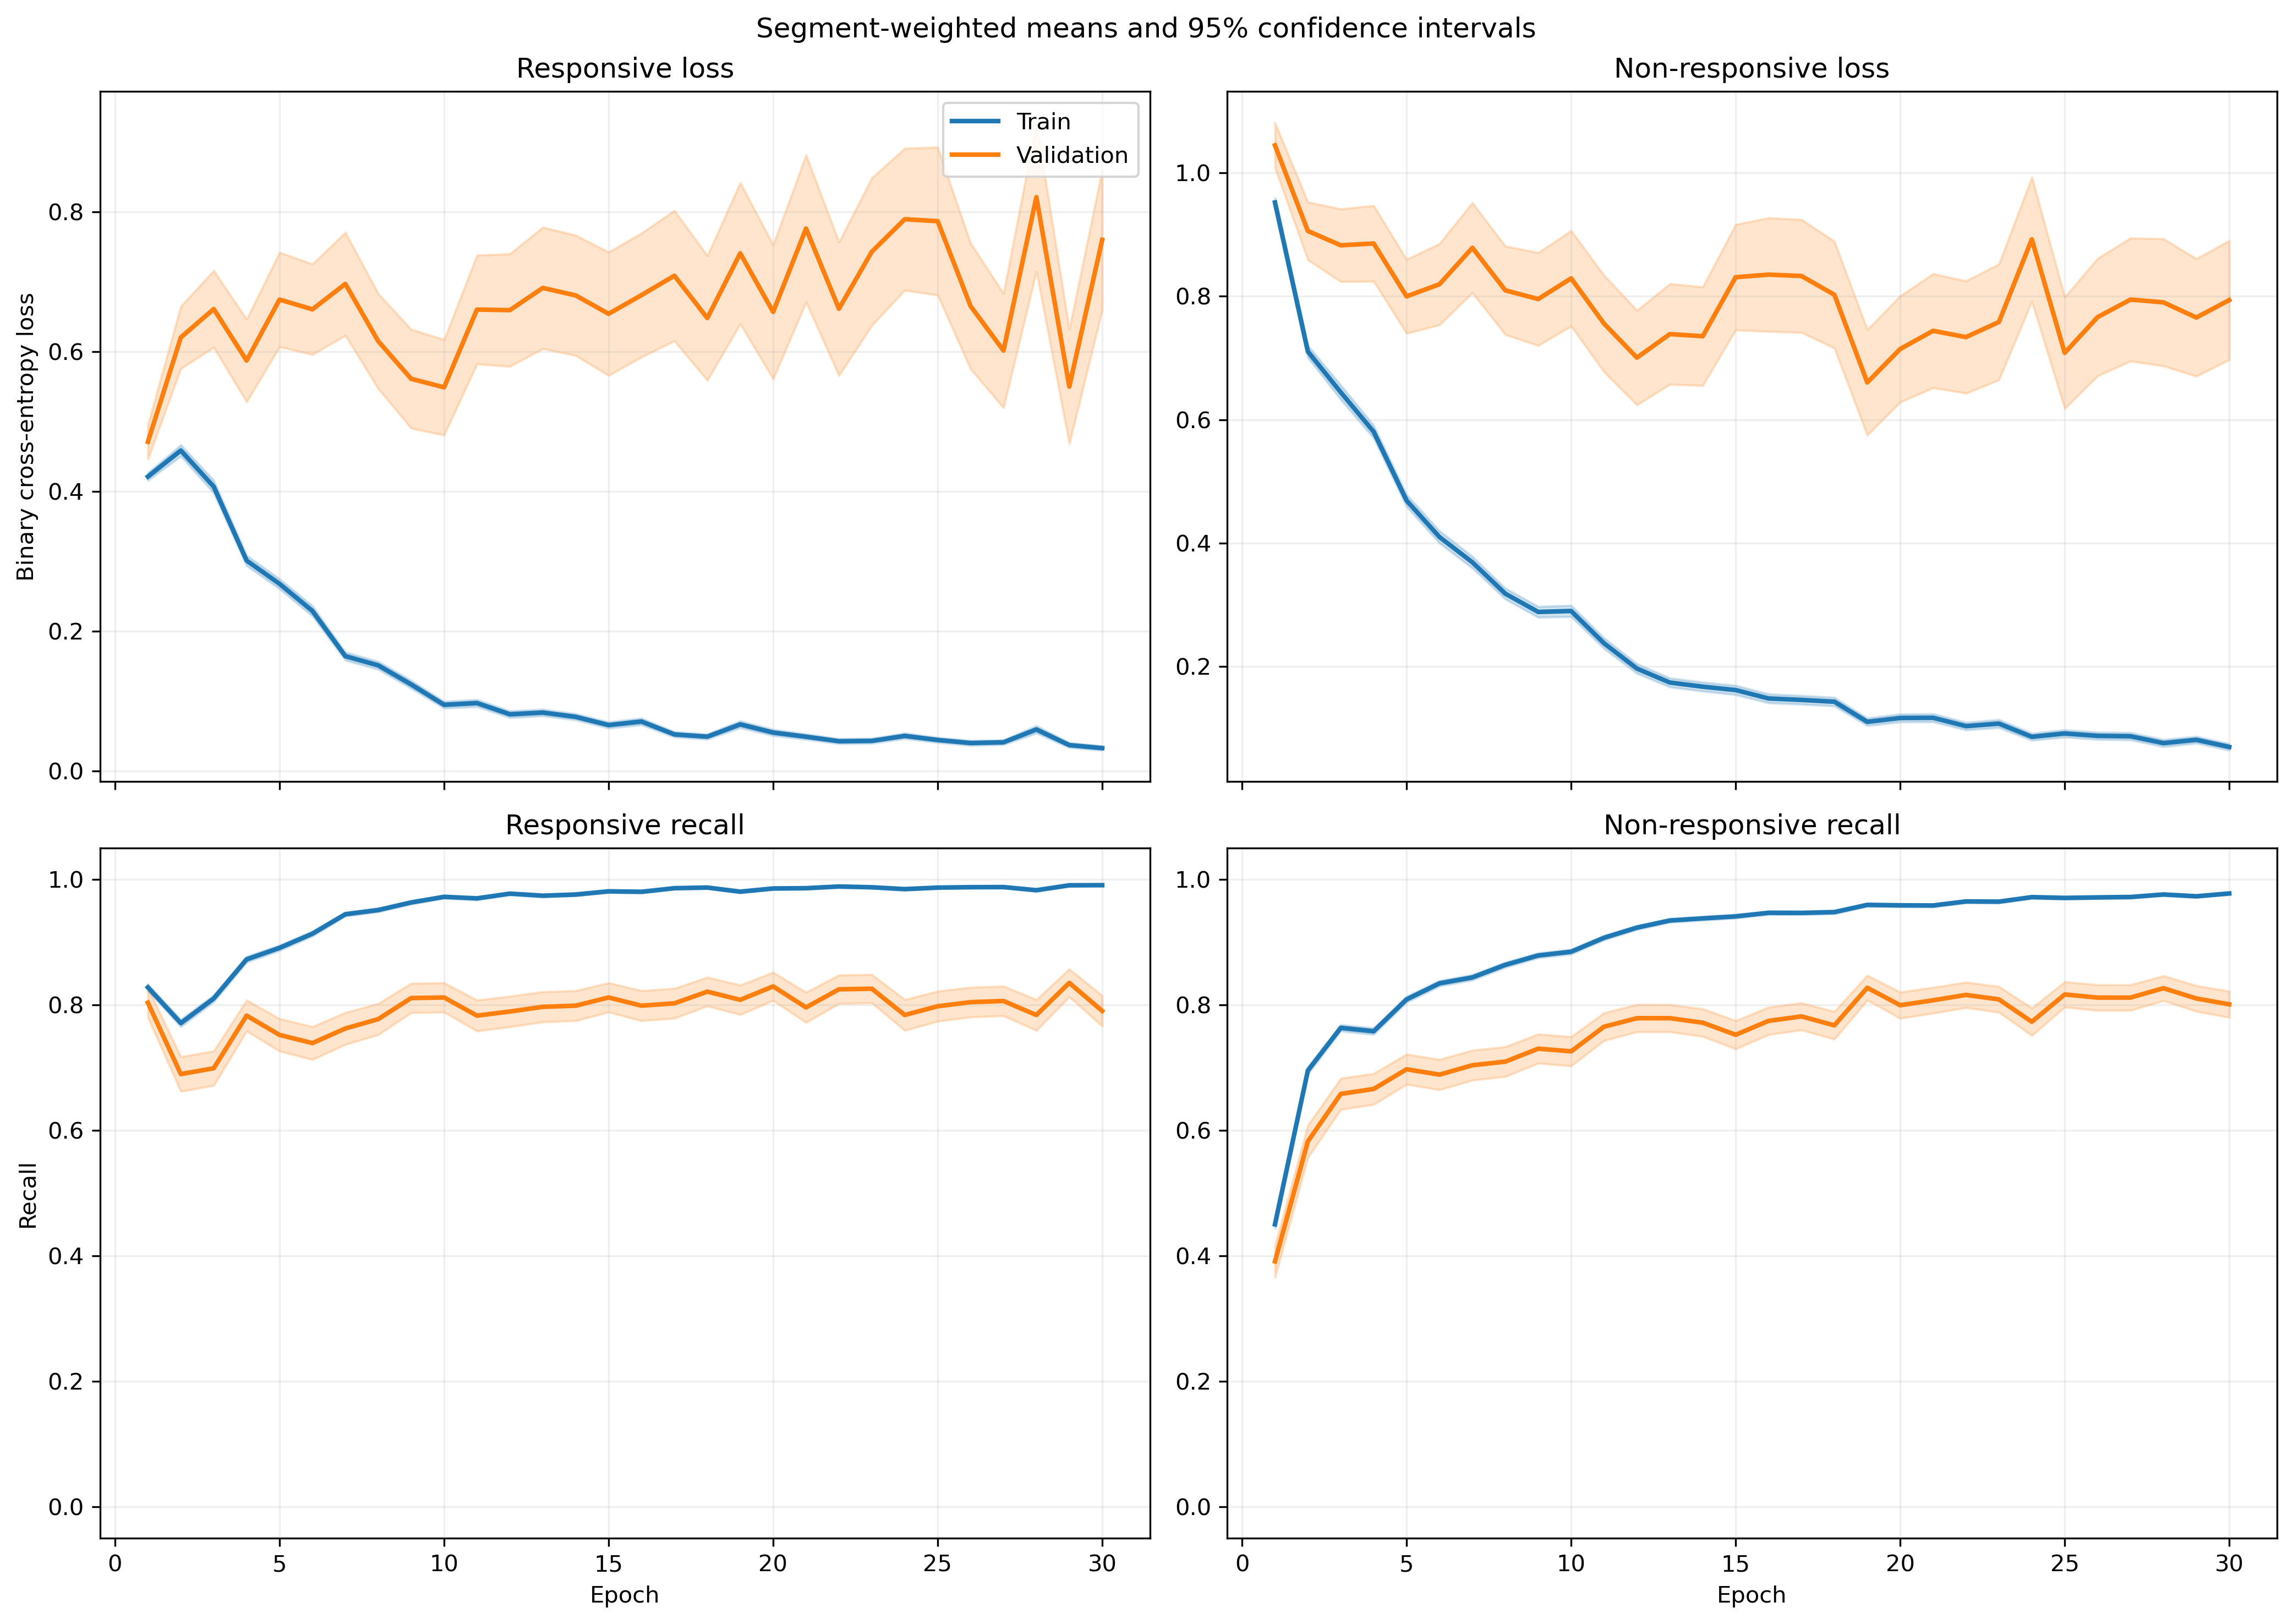 Segment-weighted means and 95% confidence intervals
Responsive loss
Non-responsive loss
Train
Validation
Binary cross-entropy loss
0.8
0.6
0.4
0.2
0.0
1.0
0.8
0.6
0.4
0.2
Responsive recall
Non-responsive recall
Recall
1.0
0.8
0.6
0.4
0.2
0.0
0 5 10 15 20 25 30
Epoch
1.0
0.8
0.6
0.4
0.2
0.0
0 5 10 15 20 25 30
Epoch